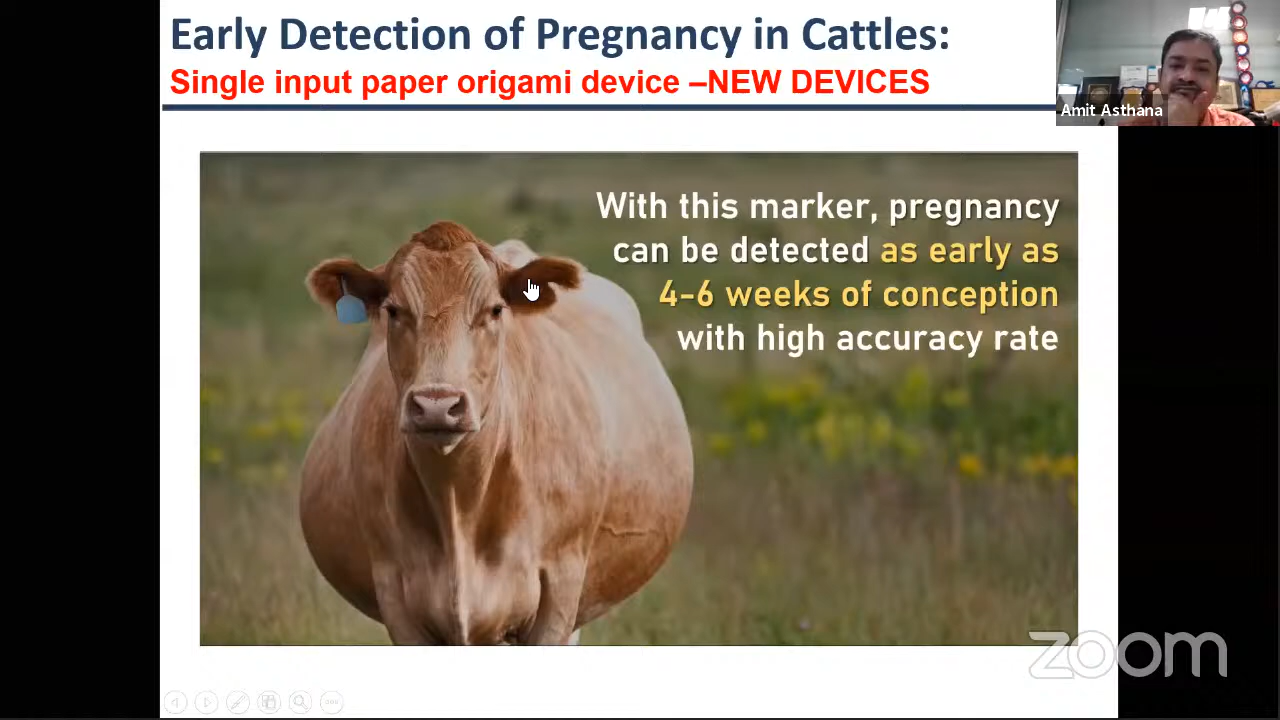 Early Detection of Pregnancy in Cattles:
Single input paper origami device –NEW DEVICES
Amit Asthana
With this marker, pregnancy
can be detected as early as
4-6 weeks of conception
with high accuracy rate
zoom